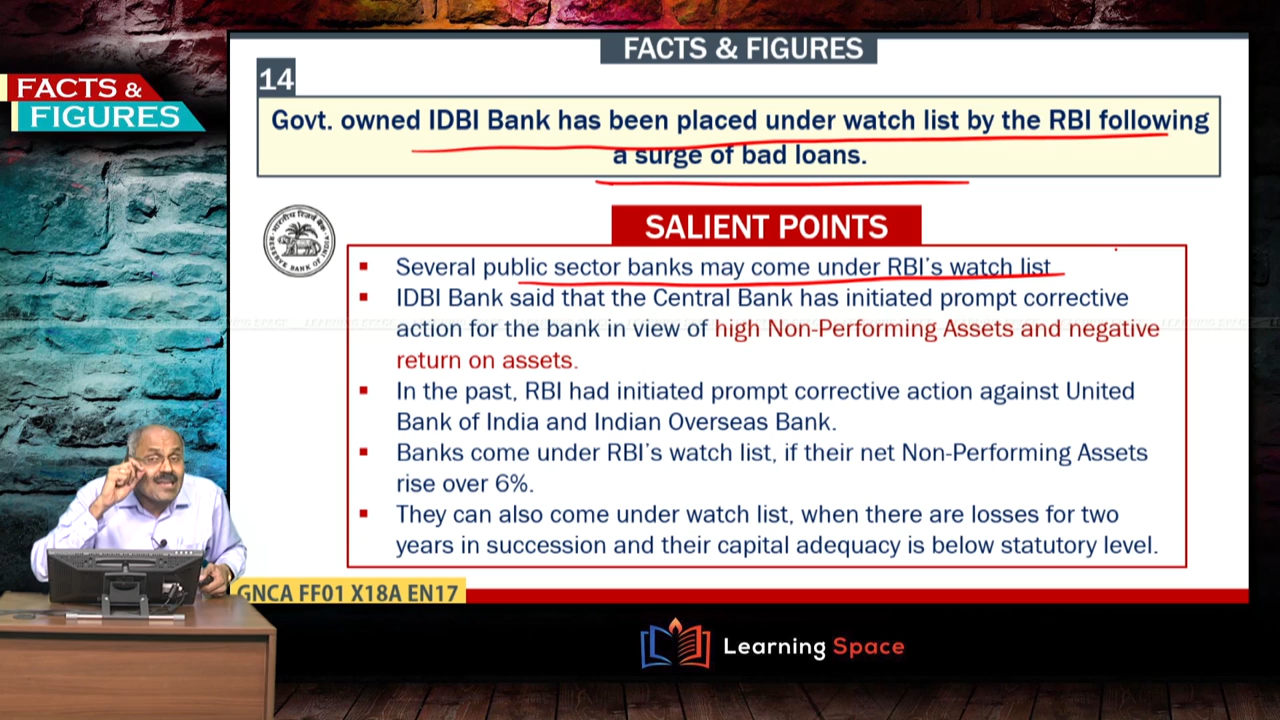 FACTS & FIGURES
FACTS &
FIGURES
14
Govt. owned IDBI Bank has been placed under watch list by the RBI following
a surge of bad loans.
SALIENT POINTS
Several public sector banks may come under RBI's watch list
IDBI Bank said that the Central Bank has initiated prompt corrective
action for the bank in view of high Non-Performing Assets and negative
return on assets.
In the past, RBI had initiated prompt corrective action against United
Bank of India and Indian Overseas Bank.
Banks come under RBI's watch list, if their net Non-Performing Assets
rise over 6%.
They can also come under watch list, when there are losses for two
years in succession and their capital adequacy is below statutory level.
भारतीय रिज़र्व बैंक
RESERVE BANK OF INDIA
GNCA FF01 X18A EN17
Learning Space